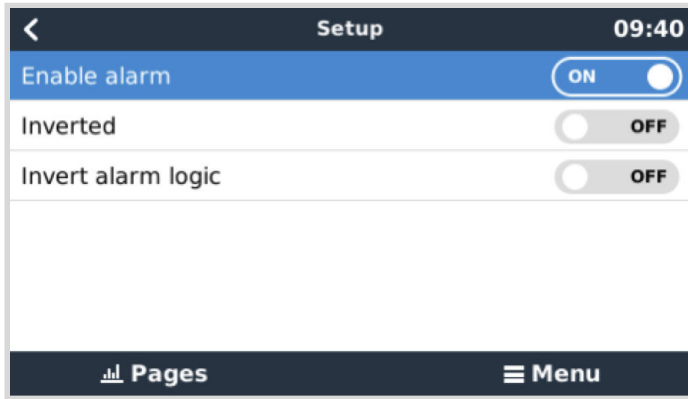 Setup 09:40
Enable alarm ON
Inverted OFF
Invert alarm logic OFF
Pages Menu